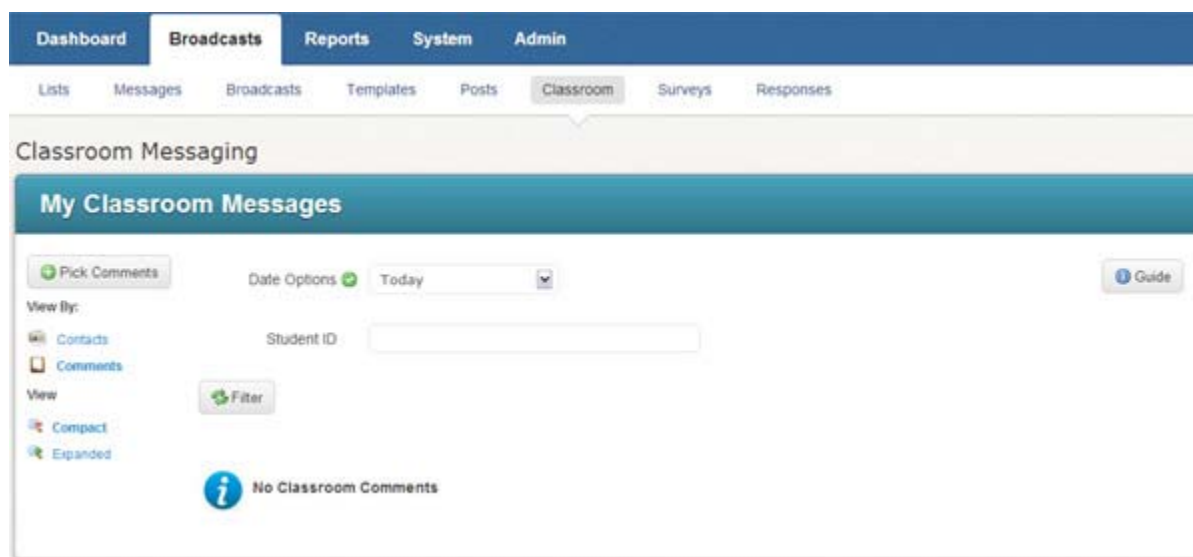 Dashboard Broadcasts Reports System Admin
Lists Messages Broadcasts Templates Posts Classroom Surveys Responses
Classroom Messaging
My Classroom Messages
Pick Comments Date Options Today Guide
View By:
Contacts Student ID
Comments
View Filter
Compact
Expanded
No Classroom Comments